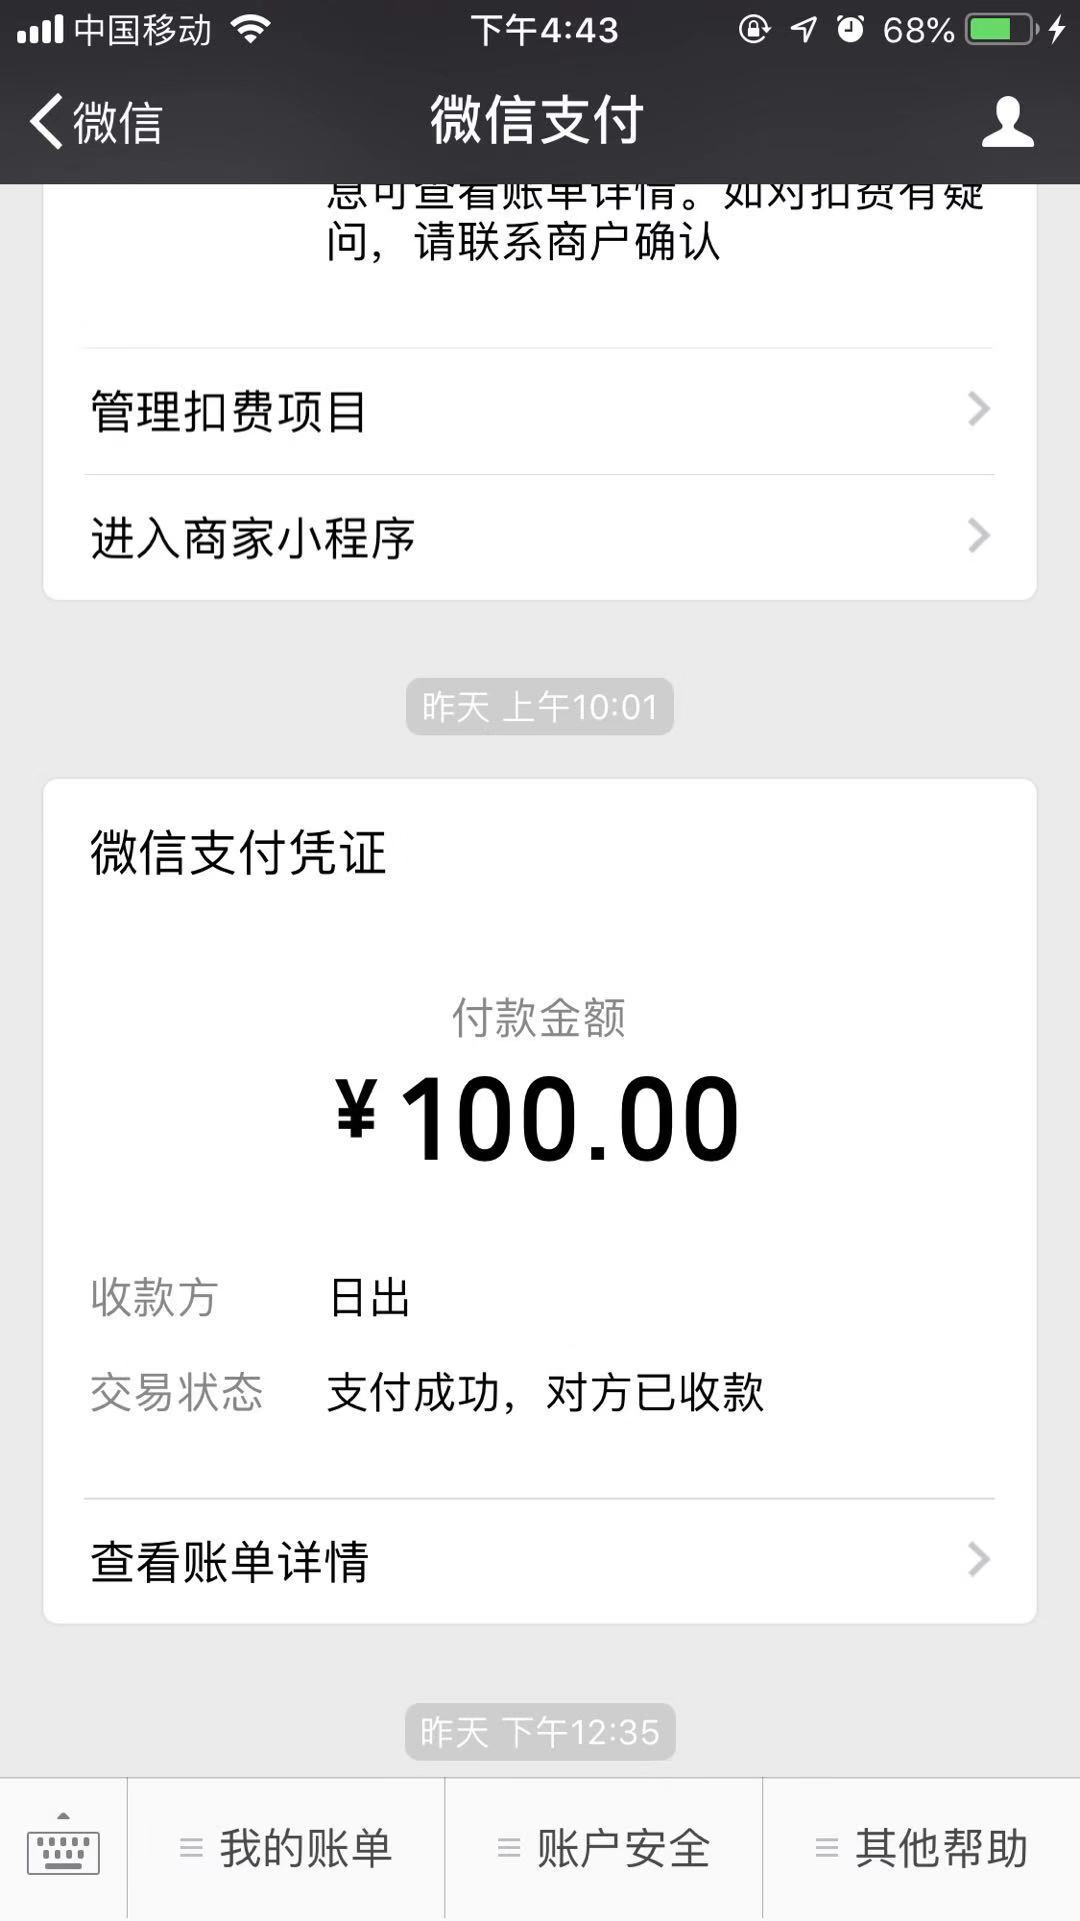 中国移动
下午4:43
68%
微信
微信支付
息可查看账单详情。如对扣费有疑
问，请联系商户确认
管理扣费项目
进入商家小程序
昨天 上午10:01
微信支付凭证
付款金额
¥100.00
收款方 日出
交易状态 支付成功，对方已收款
查看账单详情
昨天 下午12:35
我的账单
账户安全
其他帮助